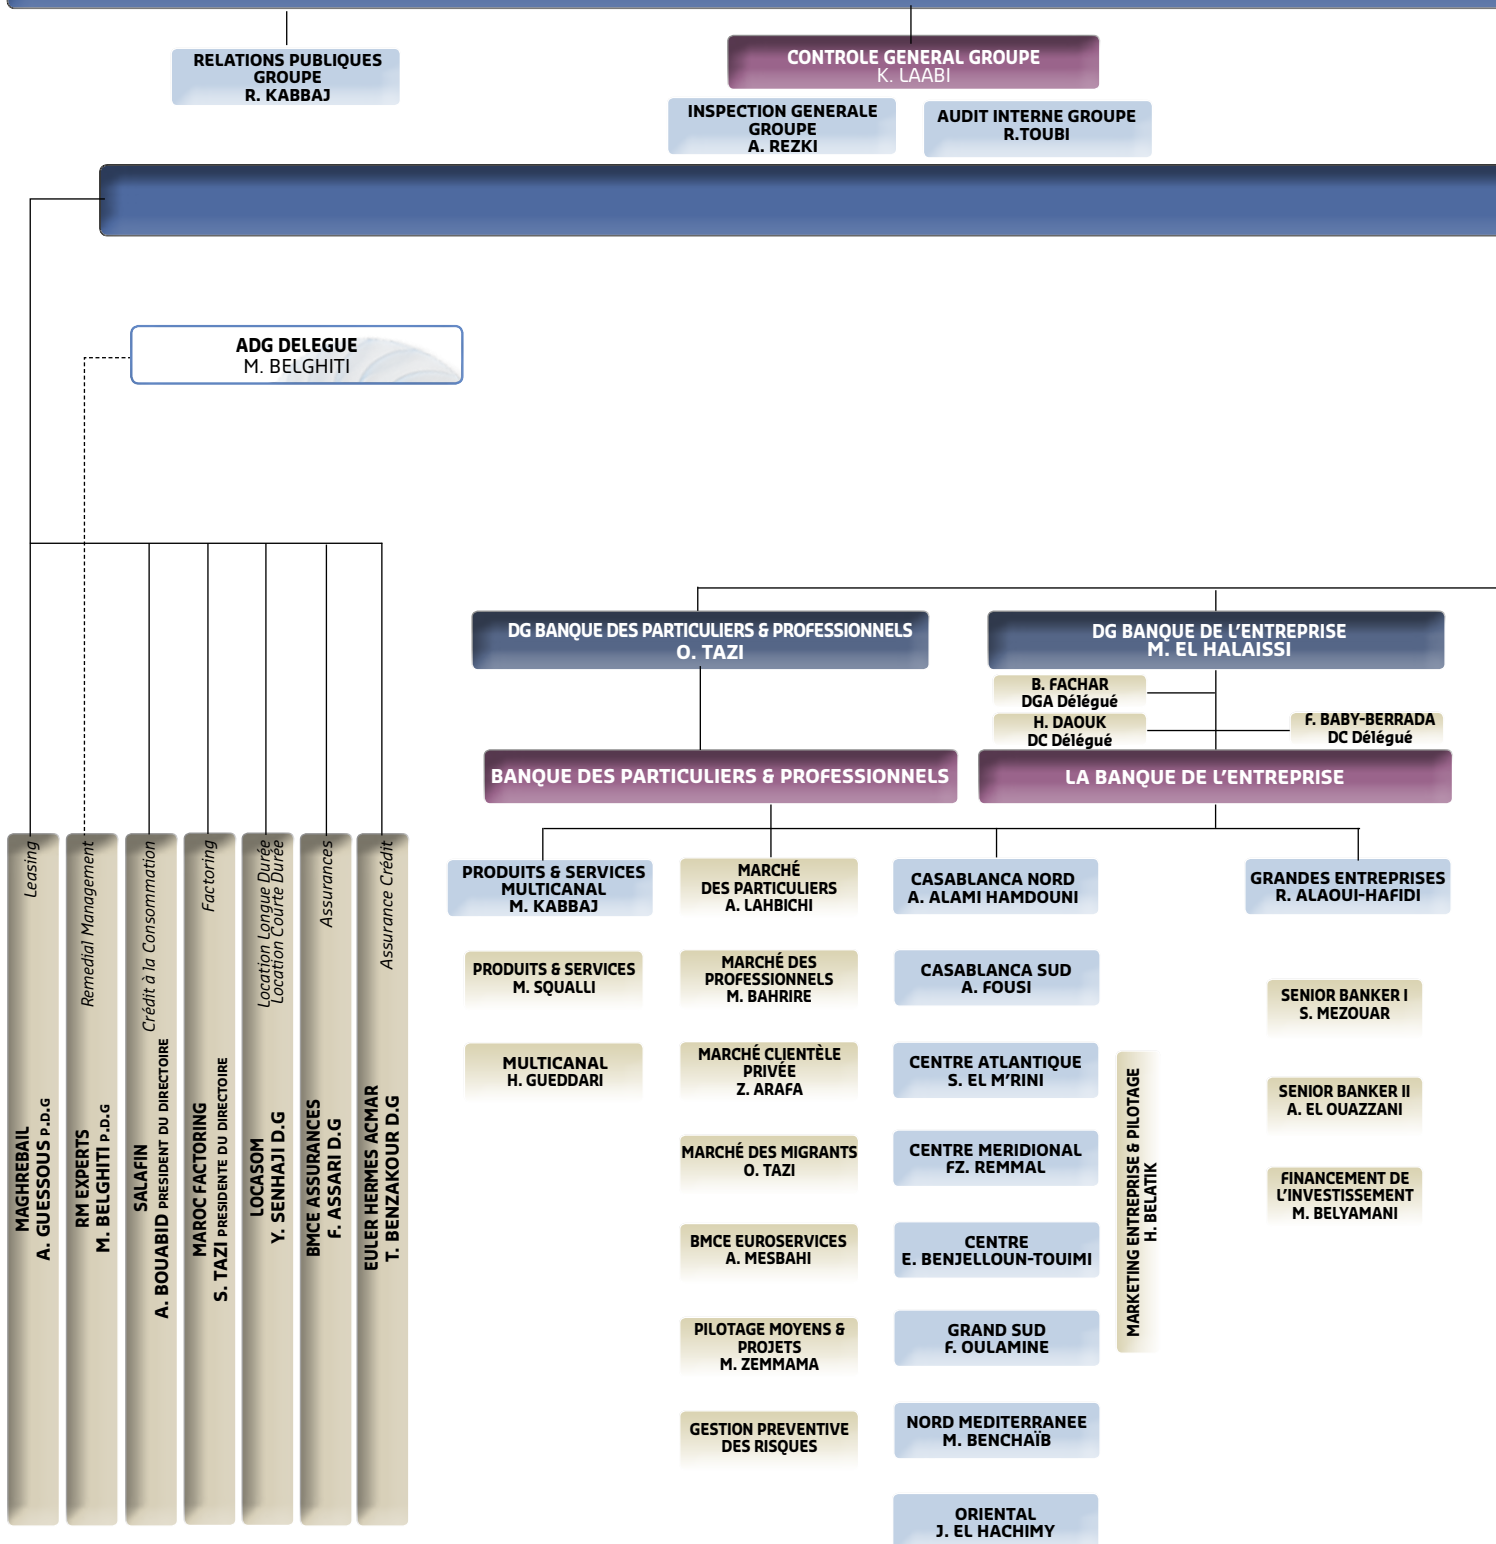 RELATIONS PUBLIQUES
GROUPE
R. KABBAJ
CONTROLE GENERAL GROUPE
K. LAABI
INSPECTION GENERALE
GROUPE
A. REZKI
AUDIT INTERNE GROUPE
R.TOUBI
ADG DELEGUE
M. BELGHITI
DG BANQUE DES PARTICULIERS & PROFESSIONNELS
O. TAZI
DG BANQUE DE L'ENTREPRISE
M. EL HALAISSI
B. FACHAR
DGA Délégué
H. DAOUK
DC Délégué
F. BABY-BERRADA
DC Délégué
BANQUE DES PARTICULIERS & PROFESSIONNELS
LA BANQUE DE L'ENTREPRISE
Leasing
MAGHREBAIL
A. GUESSOUS P.D.G
Remedial Management
RM EXPERTS
M. BELGHITI P.D.G
Crédit à la Consommation
SALAFIN
A. BOUABID PRESIDENT DU DIRECTOIRE
Factoring
MAROC FACTORING
S. TAZI PRESIDENTE DU DIRECTOIRE
Location Longue Durée
Location Courte Durée
LOCASOM
Y. SENHAJI D.G
Assurances
BMCE ASSURANCES
F. ASSARI D.G
Assurance Crédit
EULER HERMES ACMAR
T. BENZAKOUR D.G
PRODUITS & SERVICES
MULTICANAL
M. KABBAJ
PRODUITS & SERVICES
M. SQUALLI
MULTICANAL
H. GUEDDARI
MARCHÉ
DES PARTICULIERS
A. LAHBICHI
MARCHÉ DES
PROFESSIONNELS
M. BAHRIRE
MARCHÉ CLIENTÈLE
PRIVÉE
Z. ARAFA
MARCHÉ DES MIGRANTS
O. TAZI
BMCE EUROSERVICES
A. MESBAHI
PILOTAGE MOYENS &
PROJETS
M. ZEMMAMA
GESTION PREVENTIVE
DES RISQUES
CASABLANCA NORD
A. ALAMI HAMDOUNI
CASABLANCA SUD
A. FOUSI
CENTRE ATLANTIQUE
S. EL M'RINI
CENTRE MERIDIONAL
FZ. REMMAL
CENTRE
E. BENJELLOUN-TOUIMI
GRAND SUD
F. OULAMINE
NORD MEDITERRANEE
M. BENCHAÏB
ORIENTAL
J. EL HACHIMY
MARKETING ENTREPRISE & PILOTAGE
H. BELATIK
GRANDES ENTREPRISES
R. ALAOUI-HAFIDI
SENIOR BANKER I
S. MEZOUAR
SENIOR BANKER II
A. EL OUAZZANI
FINANCEMENT DE
L'INVESTISSEMENT
M. BELYAMANI